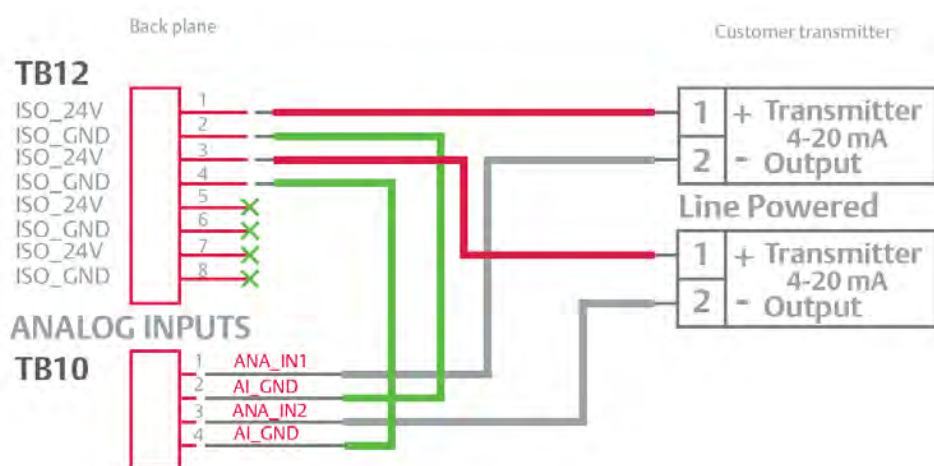 Back plane
Customer transmitter
TB12
ISO_24V 1
ISO_GND 2
ISO_24V 3
ISO_GND 4
ISO_24V 5
ISO_GND 6
ISO_24V 7
ISO_GND 8
1 + Transmitter
4-20 mA
2 - Output
Line Powered
1 + Transmitter
4-20 mA
2 - Output
ANALOG INPUTS
TB10
1 ANA_IN1
2 AI_GND
3 ANA_IN2
4 AI_GND